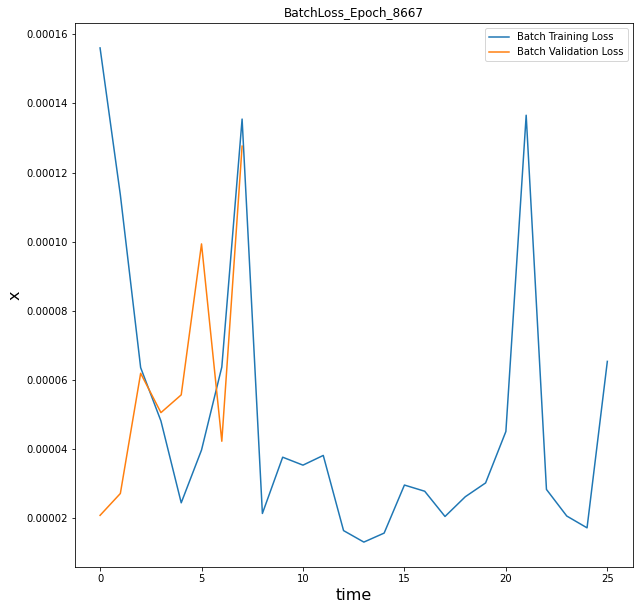 BatchLoss_Epoch_8667
Batch Training Loss
Batch Validation Loss
0.00016
0.00014
0.00012
0.00010
0.00008
0.00006
0.00004
0.00002
x
0 5 10 15 20 25
time